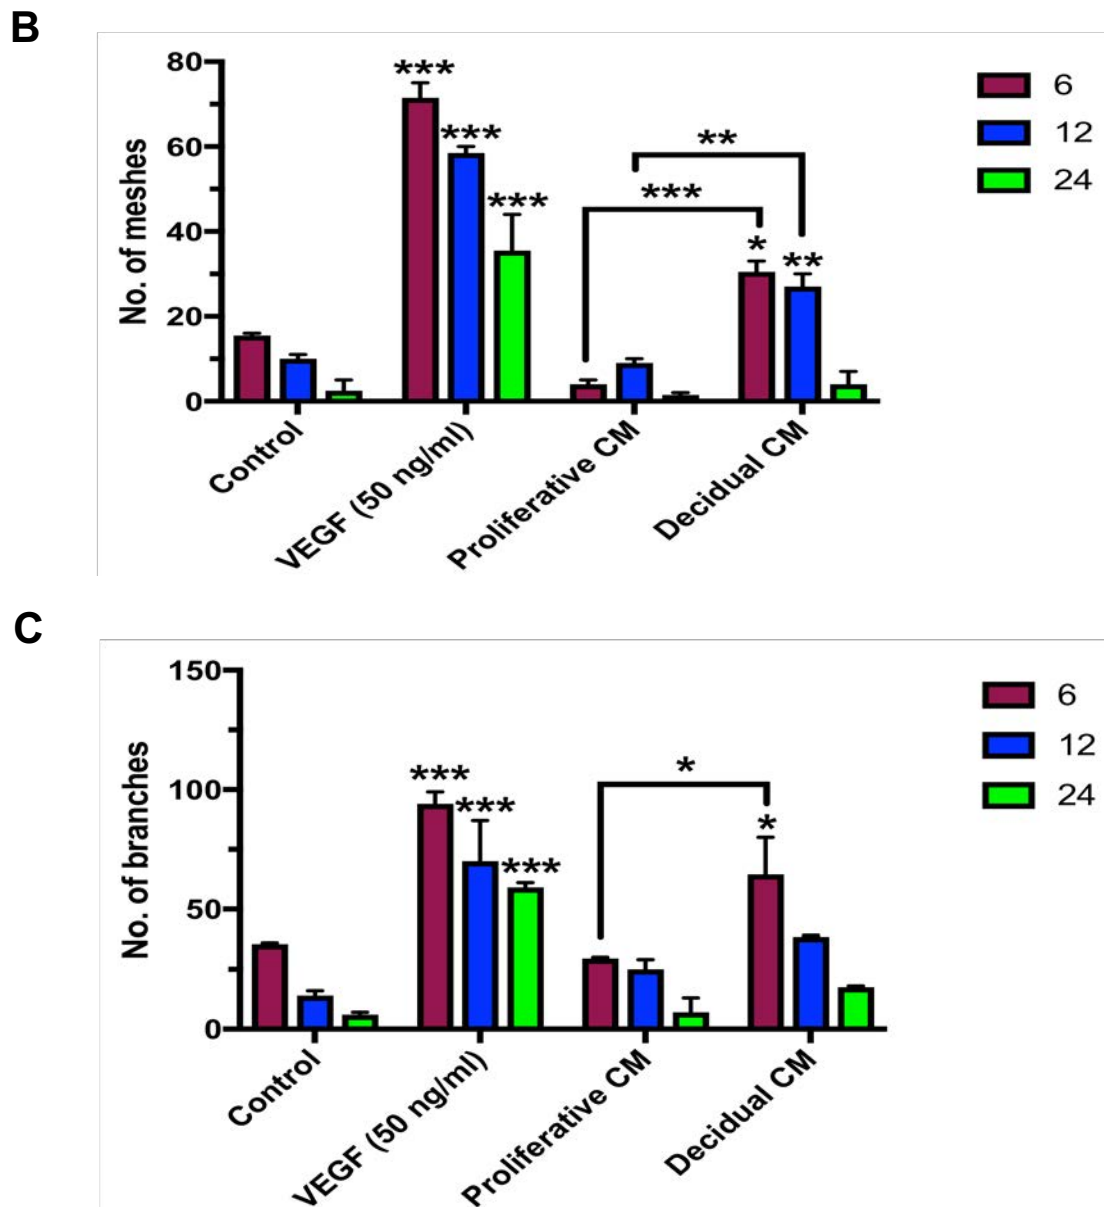 B
80
60
40
20
0
No. of meshes
***
***
***
**
***
*
**
6
12
24
Control
VEGF (50 ng/ml)
Proliferative CM
Decidual CM
C
150
100
50
0
No. of branches
***
***
***
*
*
6
12
24
Control
VEGF (50 ng/ml)
Proliferative CM
Decidual CM